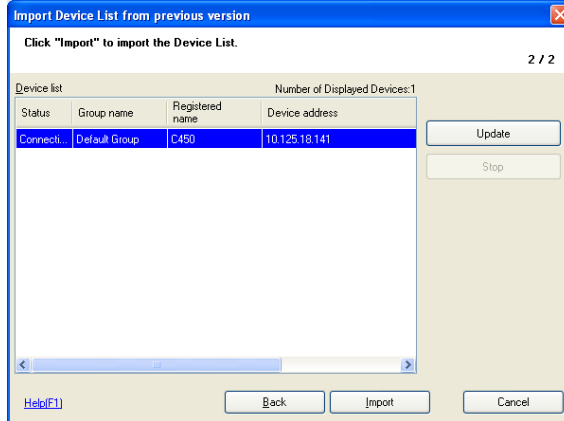 Import Device List from previous version
Click "Import" to import the Device List.
2 / 2
Device list
Number of Displayed Devices:1
Status Group name Registered name Device address
Connecti... Default Group C450 10.125.18.141
Update
Stop
Help(F1)
Back Import Cancel